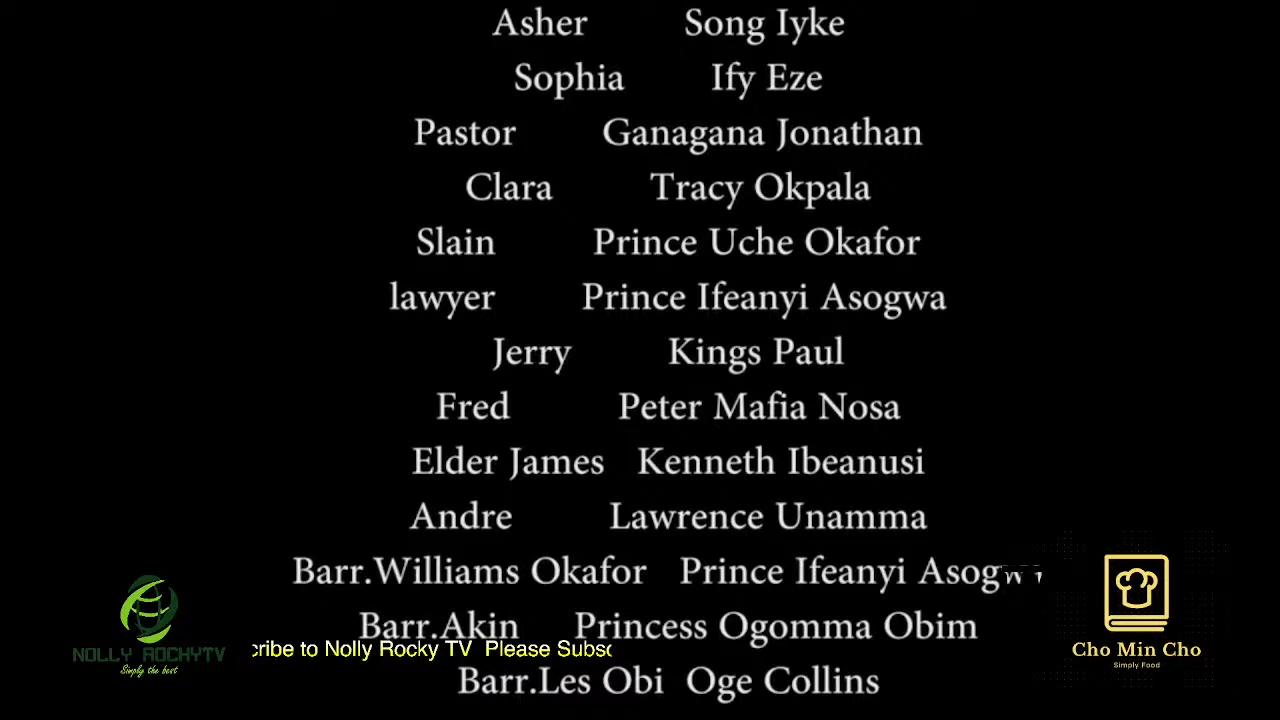 Asher Song Iyke
Sophia Ify Eze
Pastor Ganagana Jonathan
Clara Tracy Okpala
Slain Prince Uche Okafor
lawyer Prince Ifeanyi Asogwa
Jerry Kings Paul
Fred Peter Mafia Nosa
Elder James Kenneth Ibeanusi
Andre Lawrence Unamma
Barr.Williams Okafor Prince Ifeanyi
Barr.Akin Princess Ogomma Obim
Barr.Les Obi Oge Collins
NOLLY ROCKYTV
Simply the best
to Nolly Rocky TV Please
Cho Min Cho
Simply Food